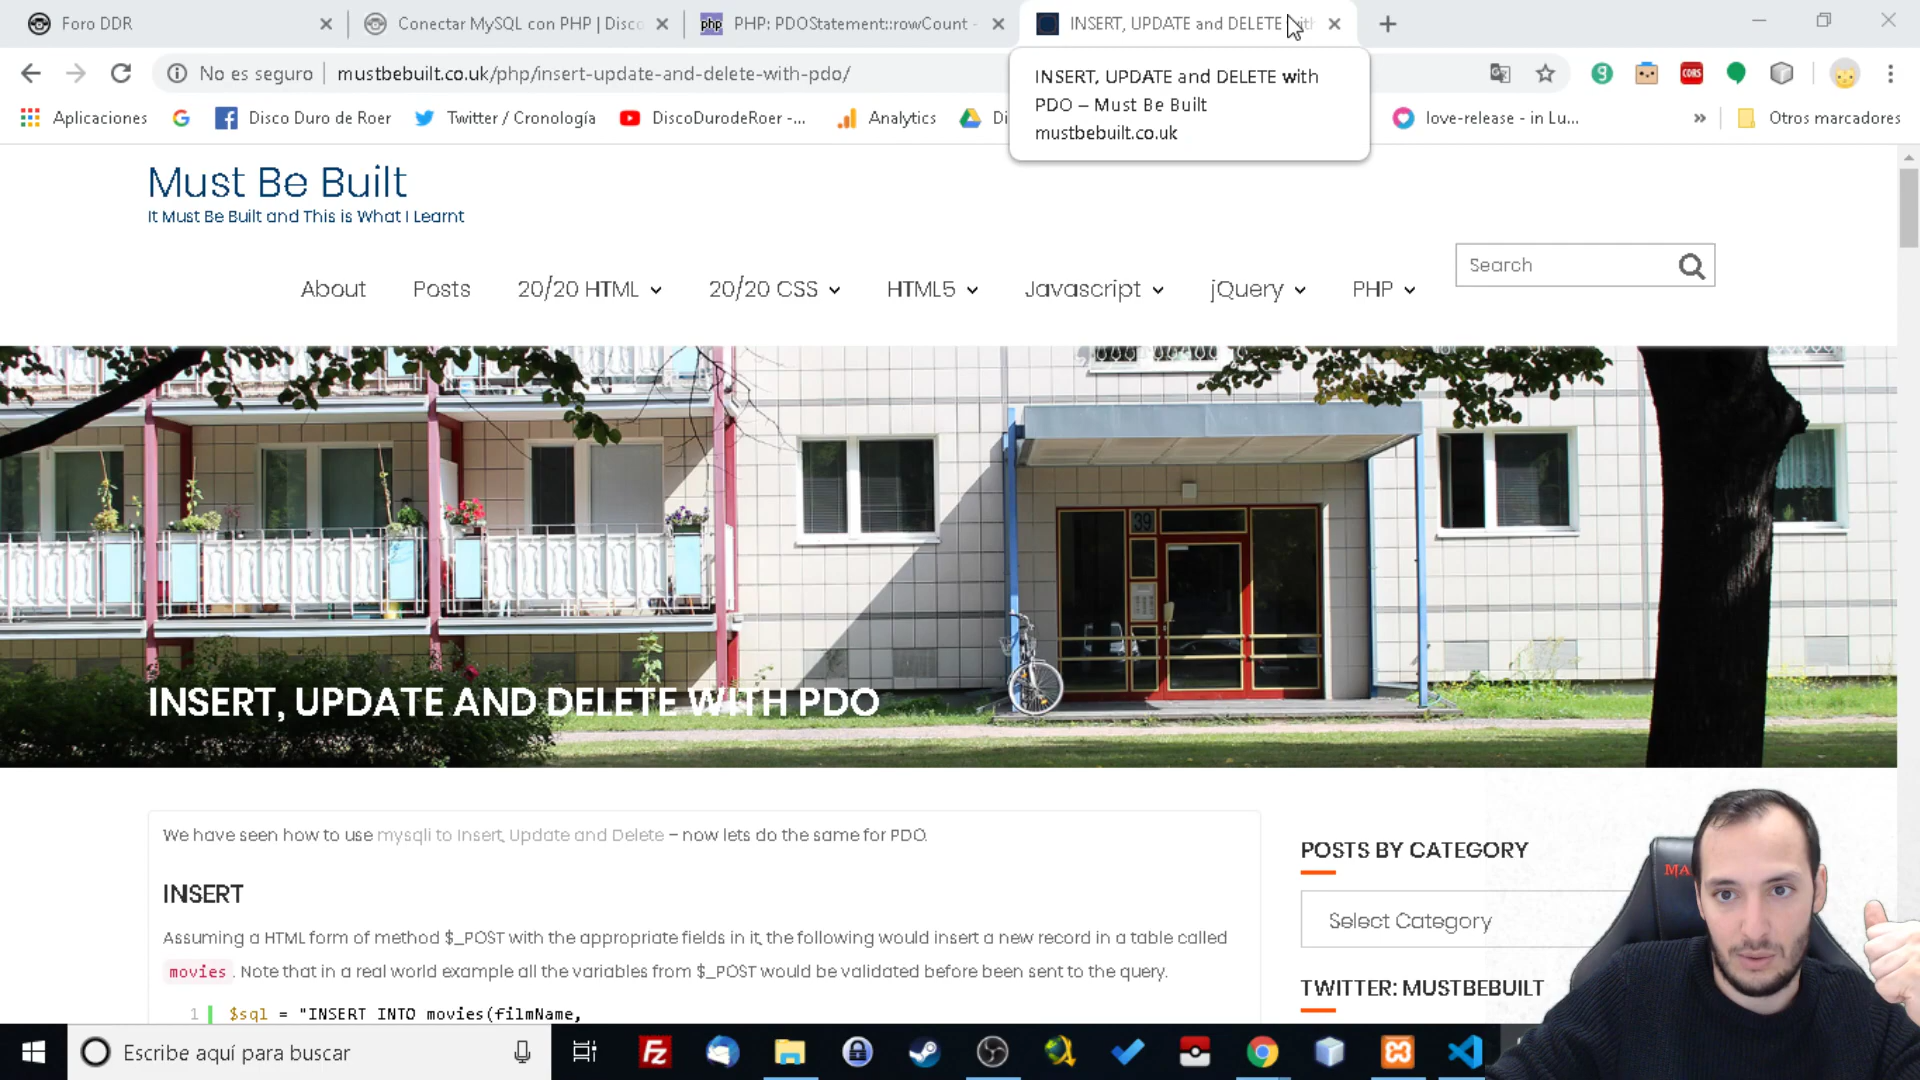 Foro DDR
Conectar MySQL con PHP | Disco
php PHP: PDOStatement::rowCount -
INSERT, UPDATE and DELETE with
No es seguro
mustbebuilt.co.uk/php/insert-update-and-delete-with-pdo/
INSERT, UPDATE and DELETE with
PDO – Must Be Built
mustbebuilt.co.uk
CORS
Aplicaciones
Disco Duro de Roer
Twitter / Cronología
DiscoDurodeRoer -...
Analytics
Di
love-release - in Lu...
»
Otros marcadores
Must Be Built
It Must Be Built and This is What I Learnt
About
Posts
20/20 HTML
20/20 CSS
HTML5
Javascript
jQuery
PHP
Search
39
INSERT, UPDATE AND DELETE WITH PDO
We have seen how to use mysqli to Insert, Update and Delete – now lets do the same for PDO.
INSERT
Assuming a HTML form of method $_POST with the appropriate fields in it, the following would insert a new record in a table called
movies . Note that in a real world example all the variables from $_POST would be validated before been sent to the query.
1 $sql = "INSERT INTO movies(filmName,
POSTS BY CATEGORY
Select Category
TWITTER: MUSTBEBUILT
Escribe aquí para buscar